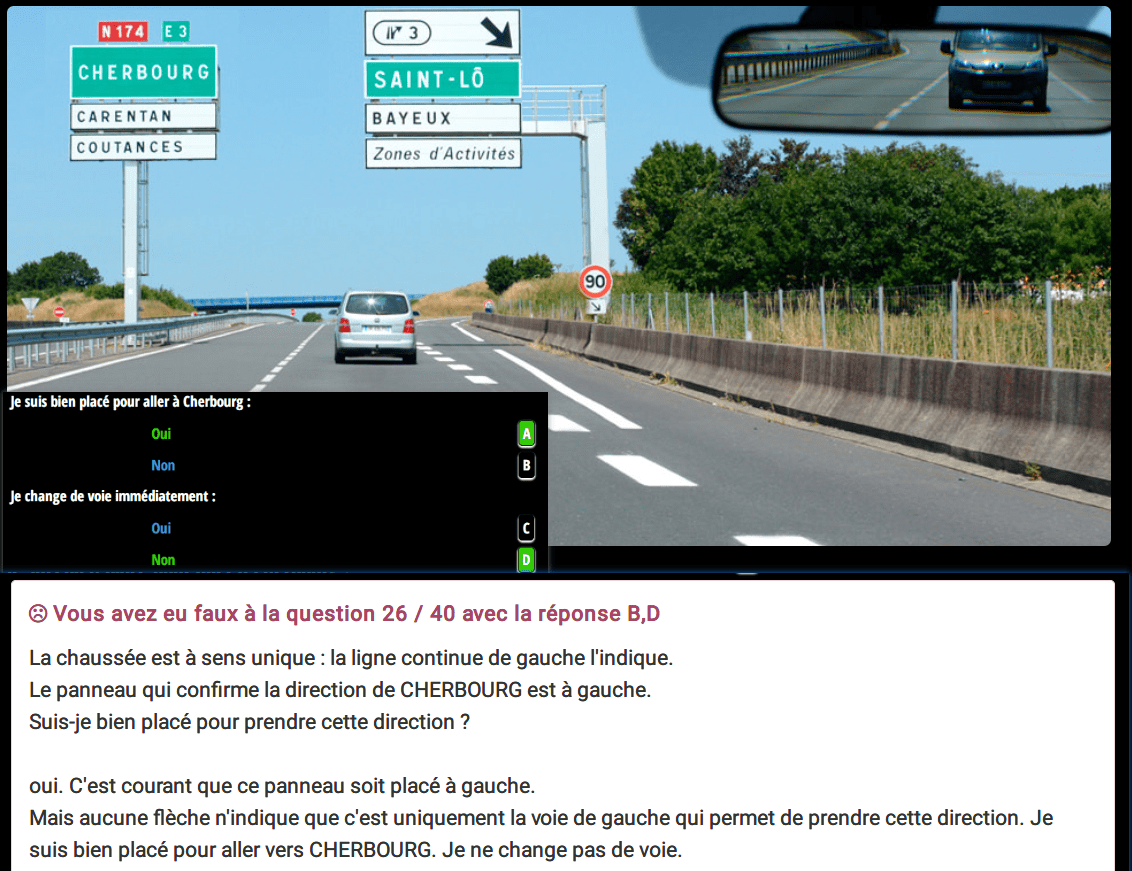 N 174 E 3
CHERBOURG
CARENTAN
COUTANCES
3
SAINT-LÔ
BAYEUX
Zones d'Activités
90
Je suis bien placé pour aller à Cherbourg :
Oui A
Non B
Je change de voie immédiatement :
Oui C
Non D
Vous avez eu faux à la question 26 / 40 avec la réponse B,D
La chaussée est à sens unique : la ligne continue de gauche l'indique.
Le panneau qui confirme la direction de CHERBOURG est à gauche.
Suis-je bien placé pour prendre cette direction ?
oui. C'est courant que ce panneau soit placé à gauche.
Mais aucune flèche n'indique que c'est uniquement la voie de gauche qui permet de prendre cette direction. Je
suis bien placé pour aller vers CHERBOURG. Je ne change pas de voie.